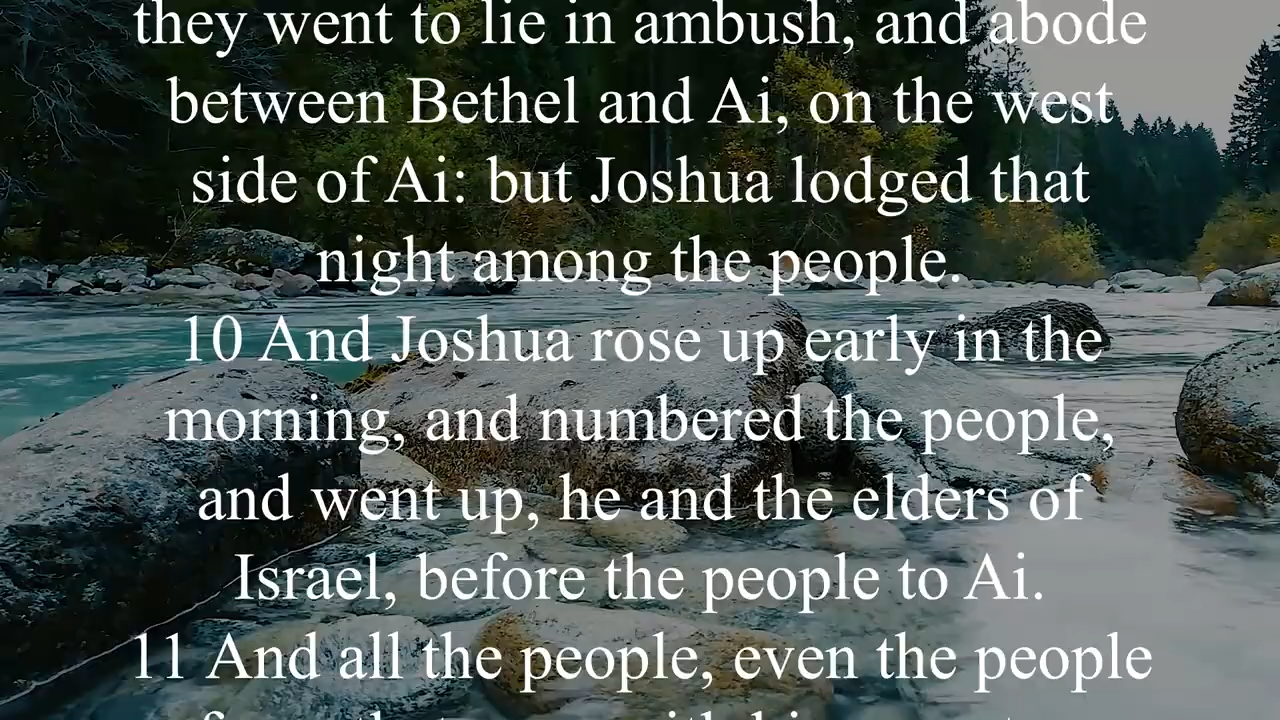 they went to lie in ambush, and abode
between Bethel and Ai, on the west
side of Ai: but Joshua lodged that
night among the people.
10 And Joshua rose up early in the
morning, and numbered the people,
and went up, he and the elders of
Israel, before the people to Ai.
11 And all the people, even the people